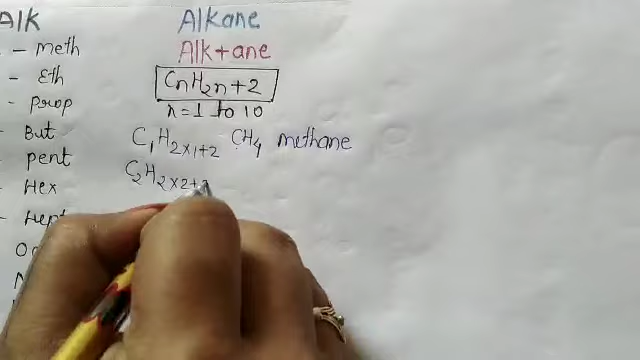 Alk
- Meth
- Eth
- Prop
- But
pent
- Hex
- Hept
Alkane
Alk+ane
CnH2n+2
n=1 to 10
C1H2x1+2 CH4 methane
C2H2x2+2